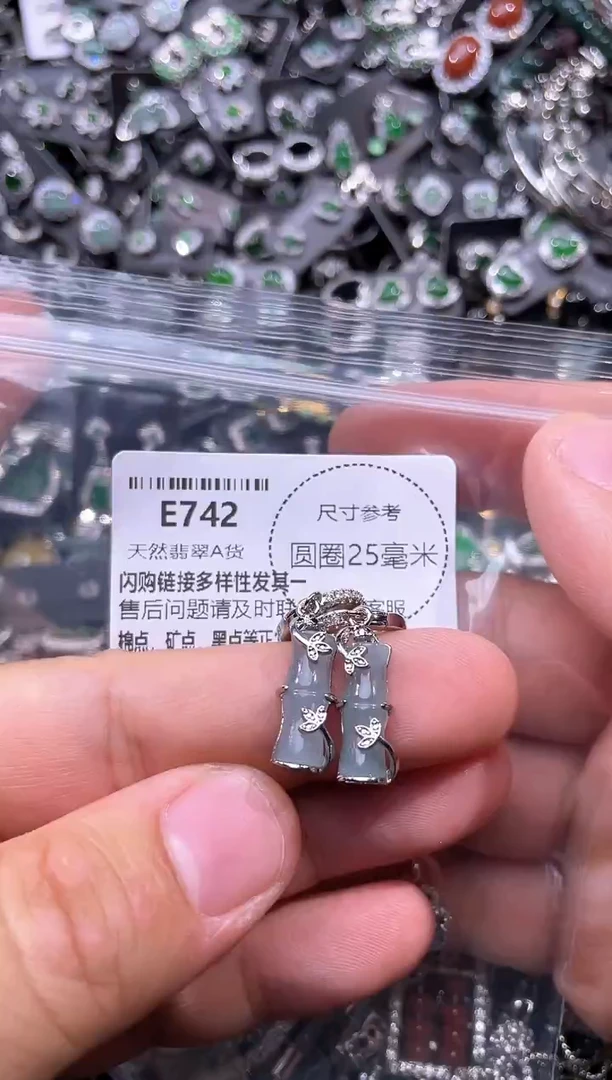 E742
天然翡翠A货
尺寸参考
圆圈25毫米
闪购链接多样性发其一
售后问题请及时联 客服
棉点、矿点、黑点等正